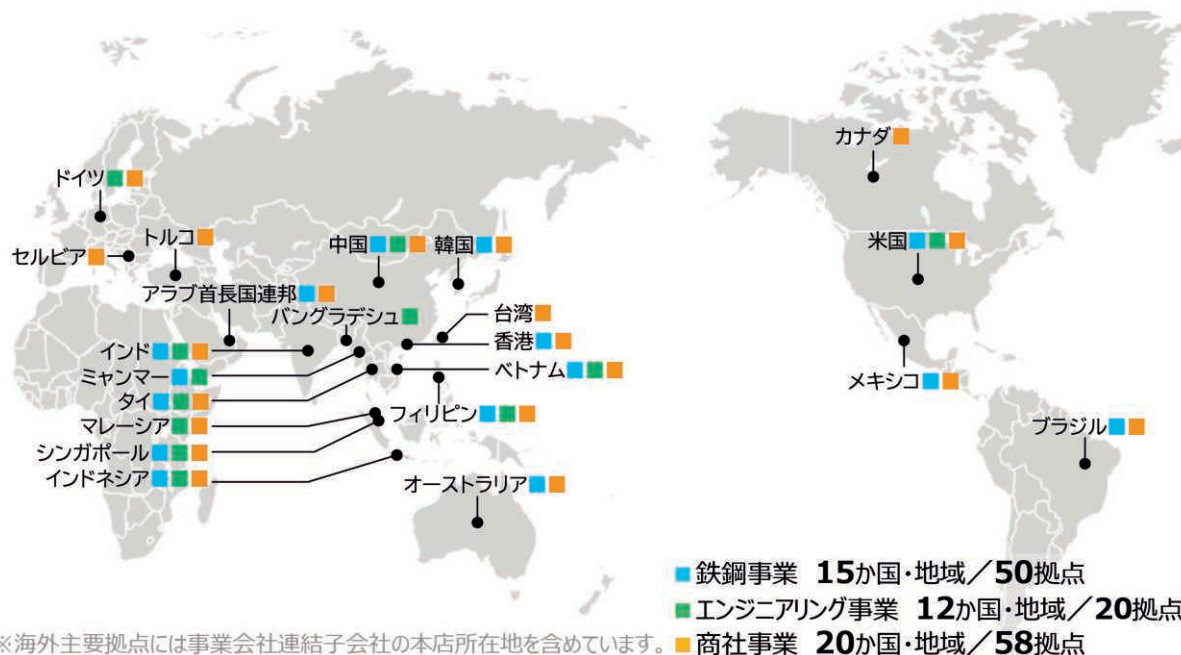 カナダ
ドイツ
トルコ
中国
韓国
米国
セルビア
アラブ首長国連邦
バングラデシュ
台湾
香港
インド
ベトナム
ミャンマー
メキシコ
タイ
フィリピン
マレーシア
ブラジル
シンガポール
インドネシア
オーストラリア
鉄鋼事業 15か国・地域/50拠点
エンジニアリング事業 12か国・地域/20拠点
※海外主要拠点には事業会社連結子会社の本店所在地を含めています。
商社事業 20か国・地域/58拠点